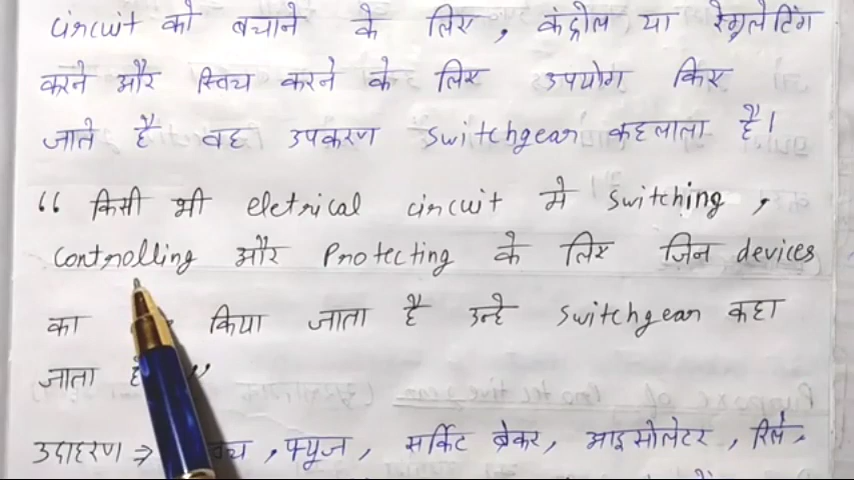 circuit को बचाने के लिए, कंट्रोल या रेगुलेटिंग
करने और स्विच करने के लिए उपयोग किए
जाते है वह उपकरण switchgear कहलाता है।
“ किसी भी eletrical circuit मे switching ,
controlling और Protecting के लिए जिन devices
का किया जाता है उन्हे switchgear कहा
जाता ”
उदाहरण ⇒ , फ्यूज , सर्किट ब्रेकर, आइसोलेटर , रिले,